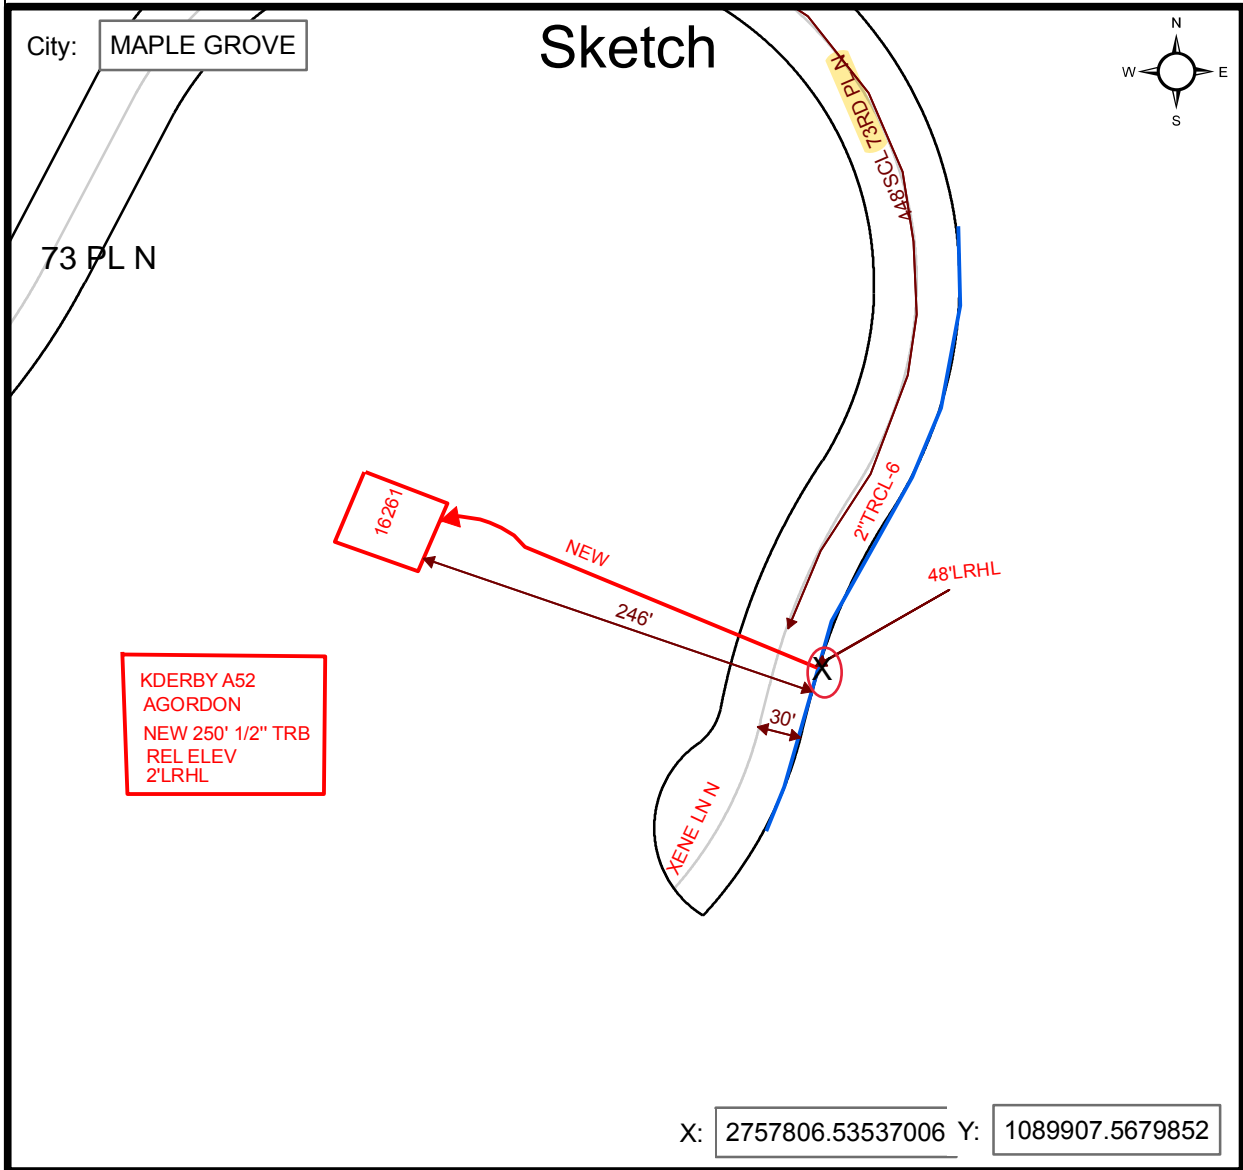 City: MAPLE GROVE
Sketch
N
W E
S
73RD PL N
448'SCL
73 PL N
2"TRCL-6
16261
NEW
48'LRHL
246'
KDERBY A52
AGORDON
NEW 250' 1/2" TRB
REL ELEV
2'LRHL
30'
XENE LN N
X
X: 2757806.53537006 Y: 1089907.5679852